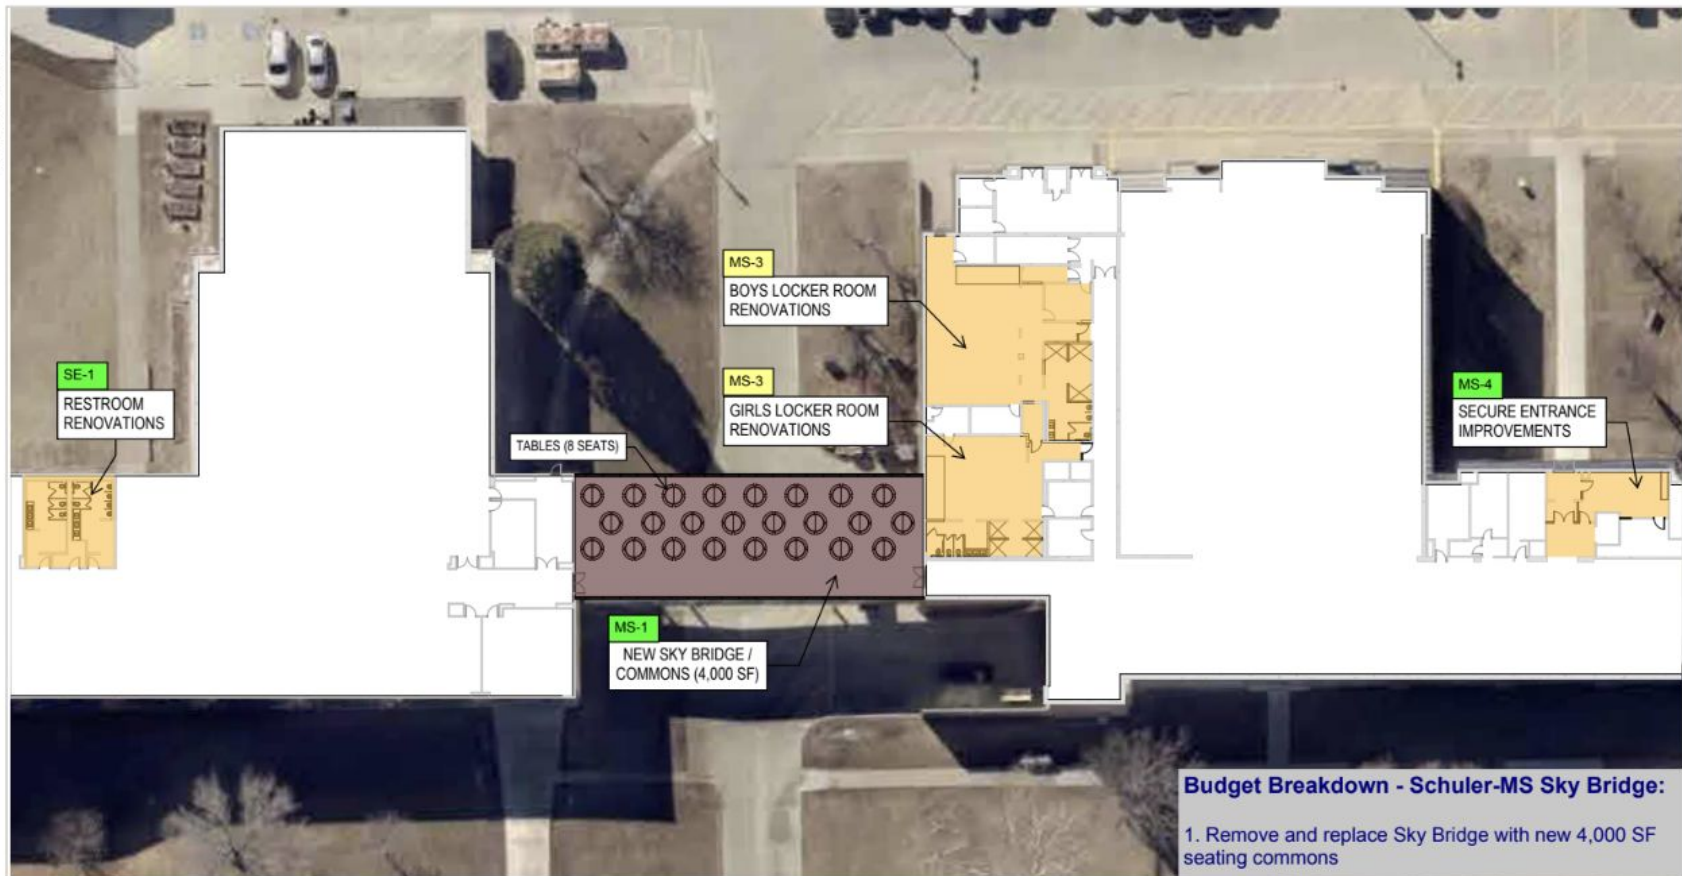 MS-3
BOYS LOCKER ROOM
RENOVATIONS
SE-1
RESTROOM
RENOVATIONS
MS-3
GIRLS LOCKER ROOM
RENOVATIONS
MS-4
SECURE ENTRANCE
IMPROVEMENTS
TABLES (8 SEATS)
MS-1
NEW SKY BRIDGE /
COMMONS (4,000 SF)
Budget Breakdown - Schuler-MS Sky Bridge:
1. Remove and replace Sky Bridge with new 4,000 SF
seating commons